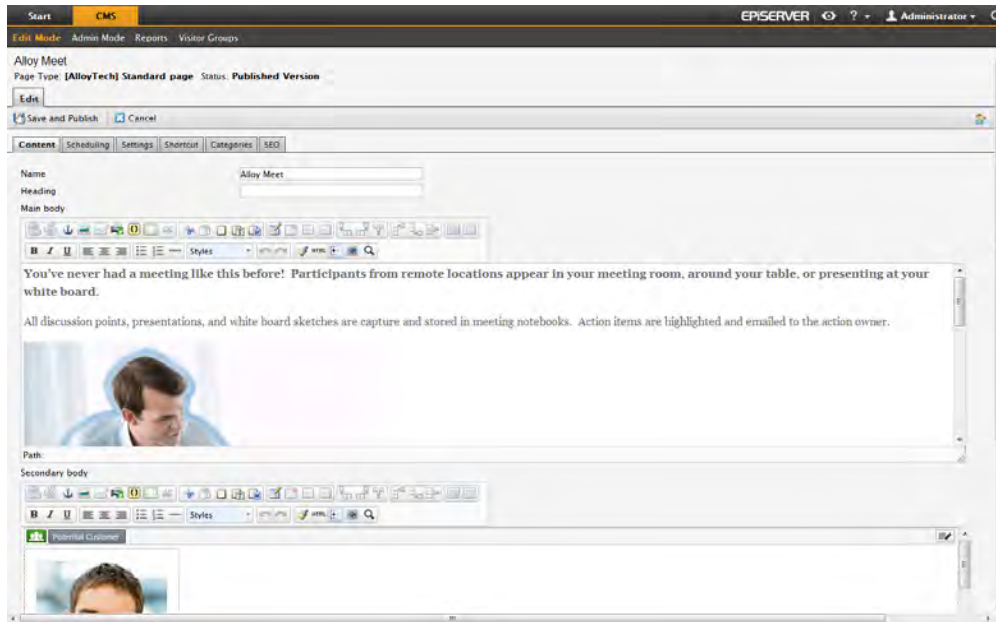 Start CMS EPiSERVER ? Administrator
Edit Mode Admin Mode Reports Visitor Groups
Alloy Meet
Page Type: [AlloyTech] Standard page Status: Published Version
Edit
Save and Publish Cancel
Content Scheduling Settings Shortcut Categories SEO
Name Alloy Meet
Heading
Main body
B I U Styles HTML
You've never had a meeting like this before! Participants from remote locations appear in your meeting room, around your table, or presenting at your
white board.
All discussion points, presentations, and white board sketches are capture and stored in meeting notebooks. Action items are highlighted and emailed to the action owner.
Path:
Secondary body
B I U Styles HTML
Potential Customer